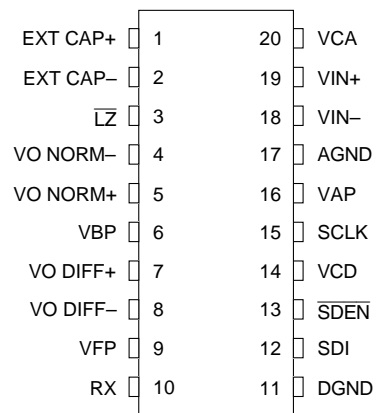 EXT CAP+ 1 20 VCA
EXT CAP– 2 19 VIN+
L̅Z̅ 3 18 VIN–
VO NORM– 4 17 AGND
VO NORM+ 5 16 VAP
VBP 6 15 SCLK
VO DIFF+ 7 14 VCD
VO DIFF– 8 13 S̅D̅E̅N̅
VFP 9 12 SDI
RX 10 11 DGND